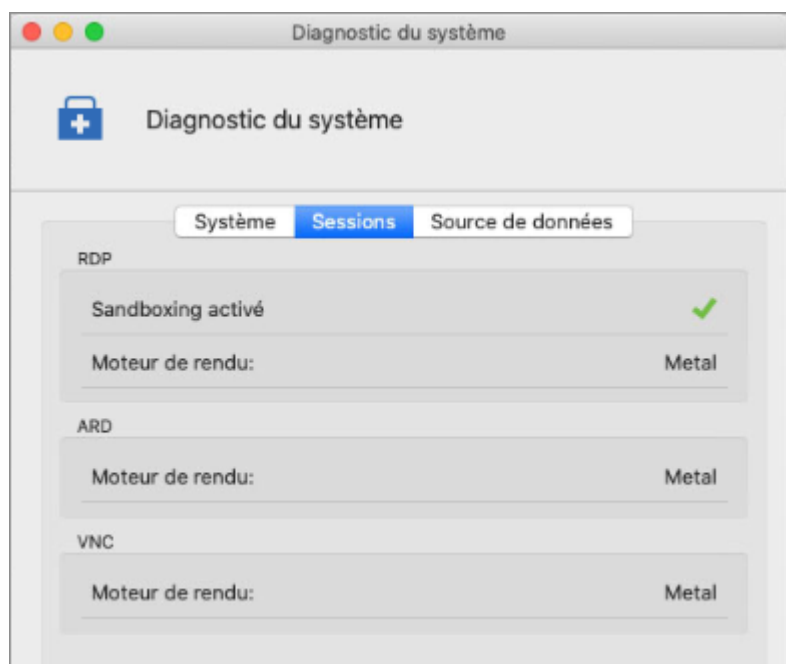 Diagnostic du système
Diagnostic du système
Système Sessions Source de données
RDP
Sandboxing activé
Moteur de rendu: Metal
ARD
Moteur de rendu: Metal
VNC
Moteur de rendu: Metal